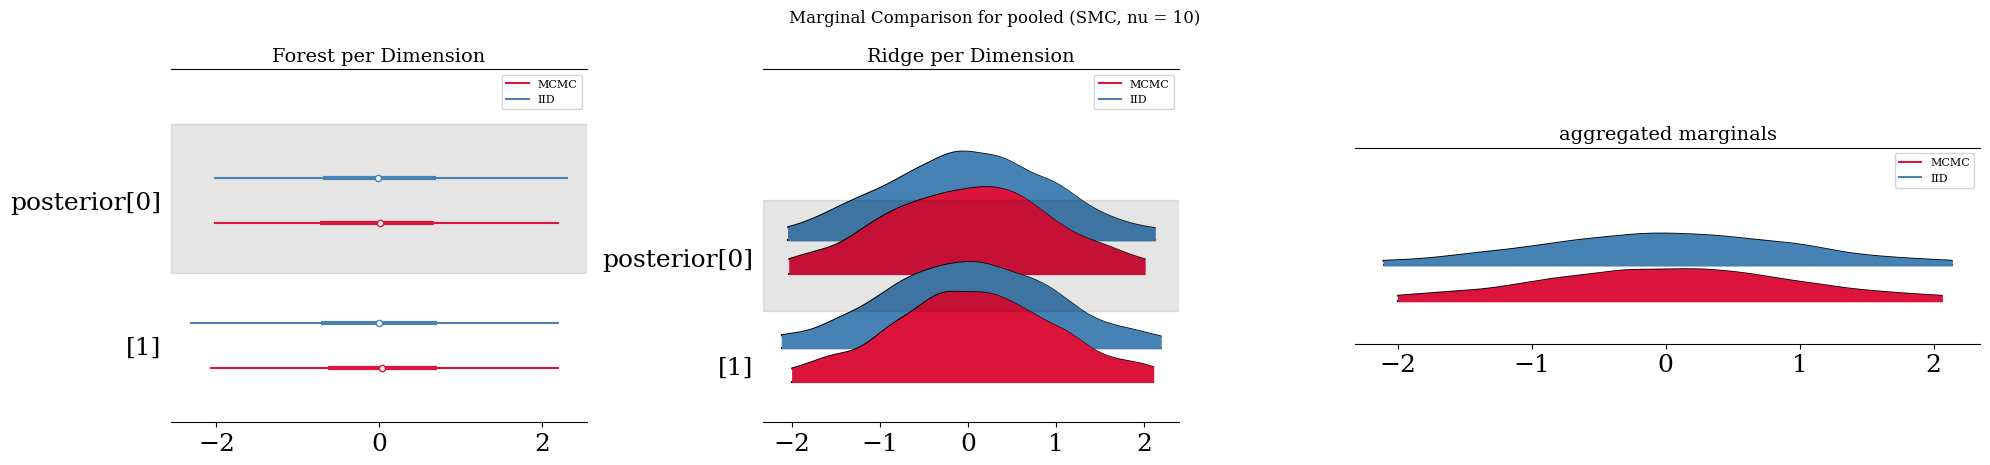 Marginal Comparison for pooled (SMC, nu = 10)
Forest per Dimension
MCMC
IID
posterior[0]
[1]
−2 0 2
Ridge per Dimension
MCMC
IID
posterior[0]
[1]
−2 −1 0 1 2
aggregated marginals
MCMC
IID
−2 −1 0 1 2